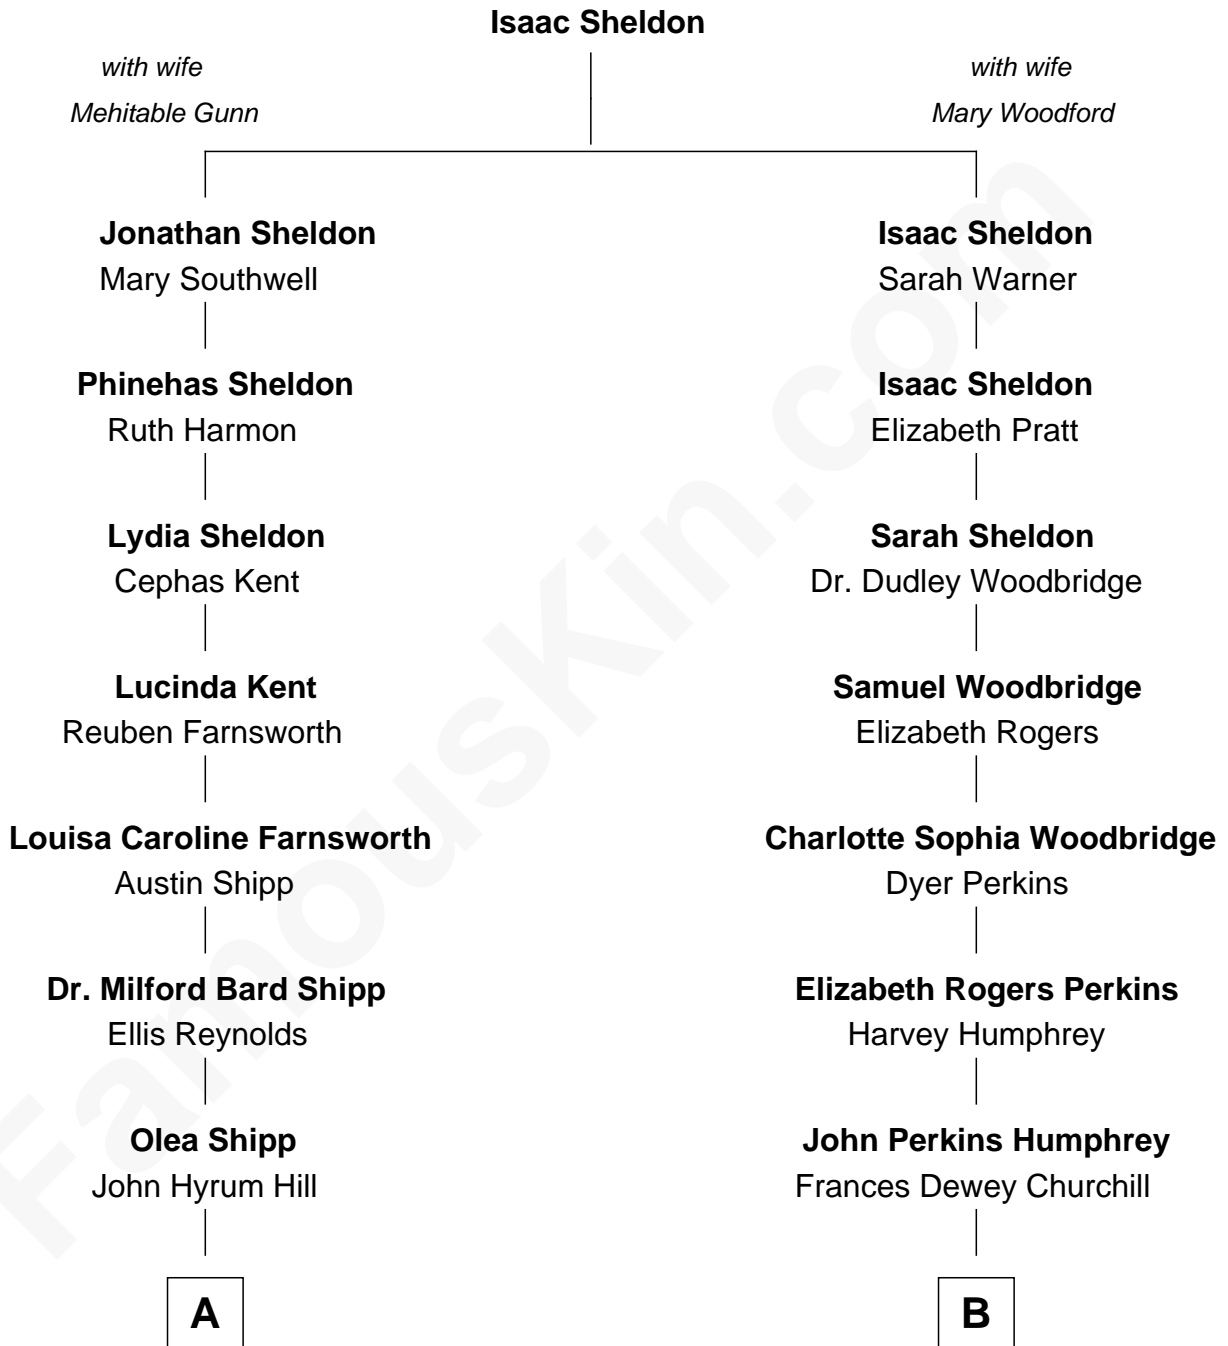 Isaac Sheldon
with wife
Mehitable Gunn
with wife
Mary Woodford
Jonathan Sheldon
Mary Southwell
Isaac Sheldon
Sarah Warner
Phinehas Sheldon
Ruth Harmon
Isaac Sheldon
Elizabeth Pratt
Lydia Sheldon
Cephas Kent
Sarah Sheldon
Dr. Dudley Woodbridge
Lucinda Kent
Reuben Farnsworth
Samuel Woodbridge
Elizabeth Rogers
Louisa Caroline Farnsworth
Austin Shipp
Charlotte Sophia Woodbridge
Dyer Perkins
Dr. Milford Bard Shipp
Ellis Reynolds
Elizabeth Rogers Perkins
Harvey Humphrey
Olea Shipp
John Hyrum Hill
John Perkins Humphrey
Frances Dewey Churchill
A
B
FamousKin.com